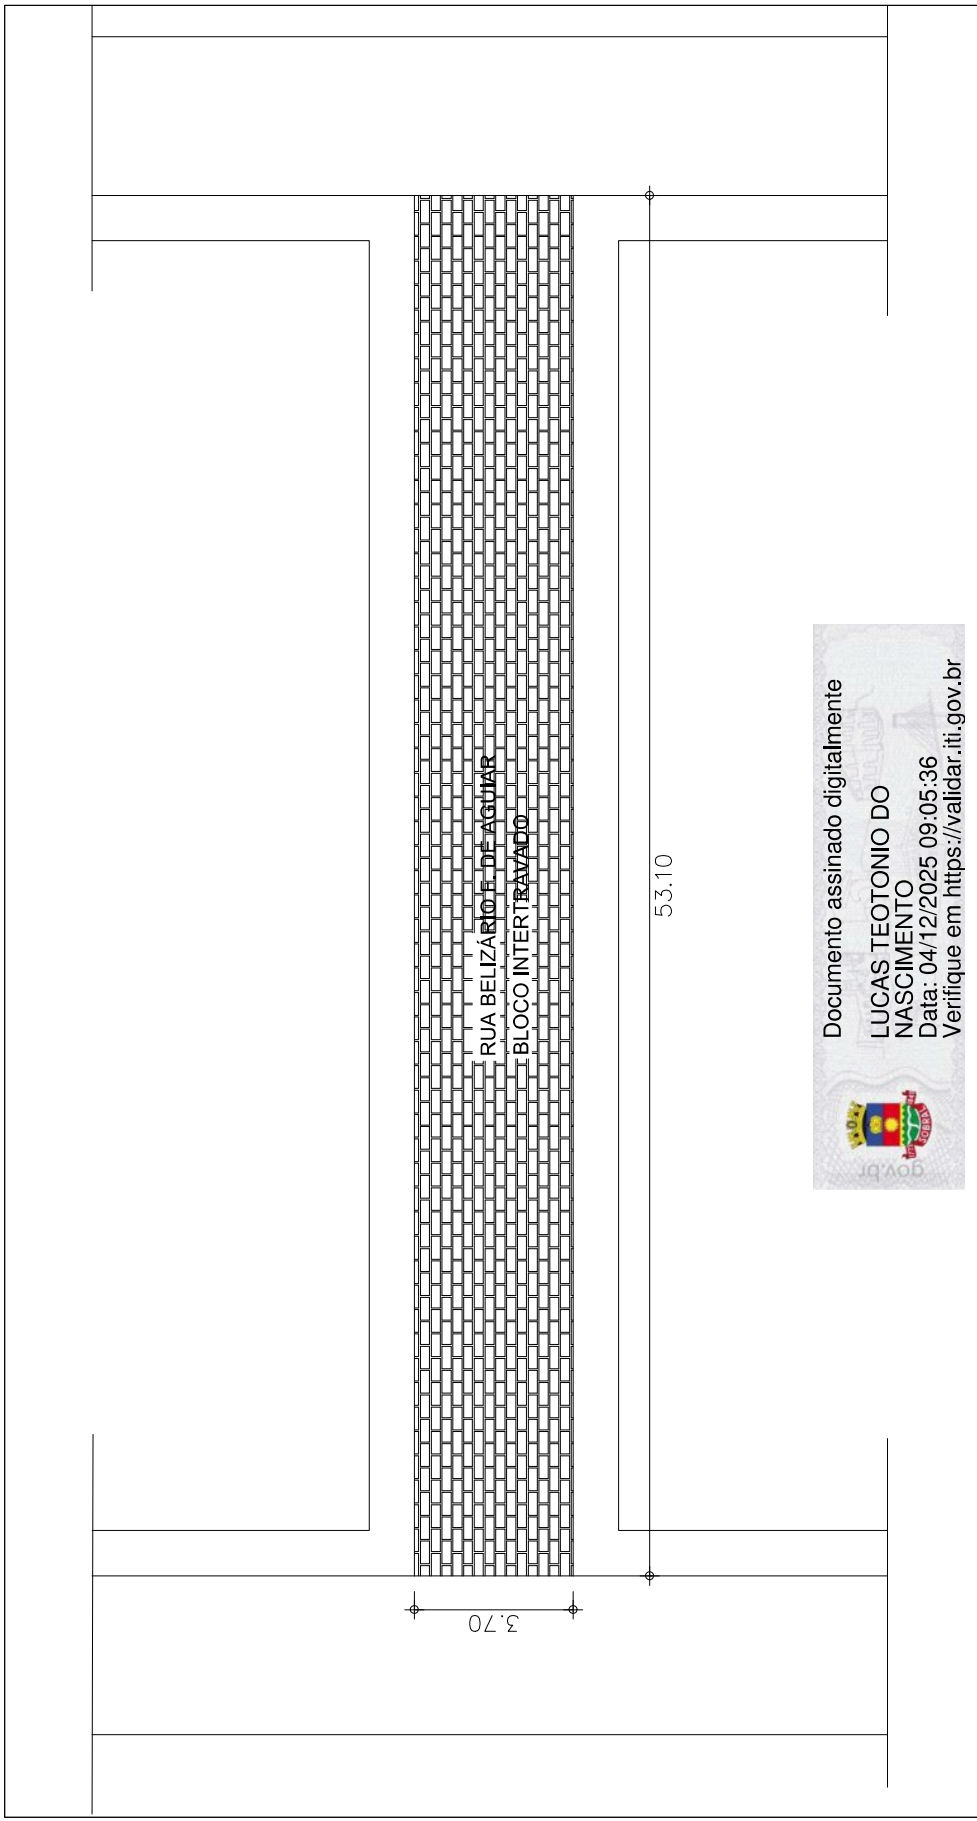 RUA BELIZÁRIO F. DE AGUIAR
BLOCO INTERTRAVADO
53.10
3.70
Documento assinado digitalmente
LUCAS TEOTONIO DO
NASCIMENTO
Data: 04/12/2025 09:05:36
Verifique em https://validar.iti.gov.br
gov.br
SOBRAL